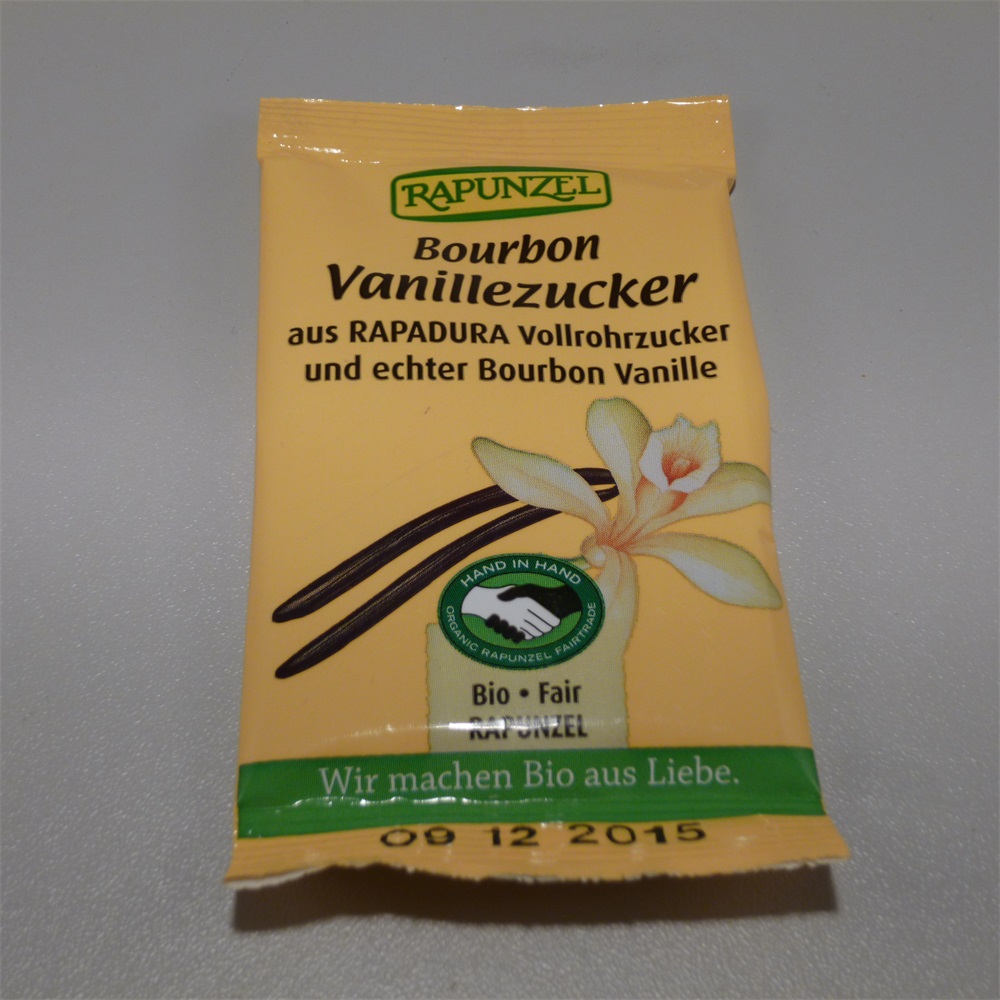 RAPUNZEL
Bourbon
Vanillezucker
aus RAPADURA Vollrohrzucker
und echter Bourbon Vanille
HAND IN HAND
ORGANIC RAPUNZEL FAIRTRADE
Bio • Fair
RAPUNZEL
Wir machen Bio aus Liebe.
09 12 2015